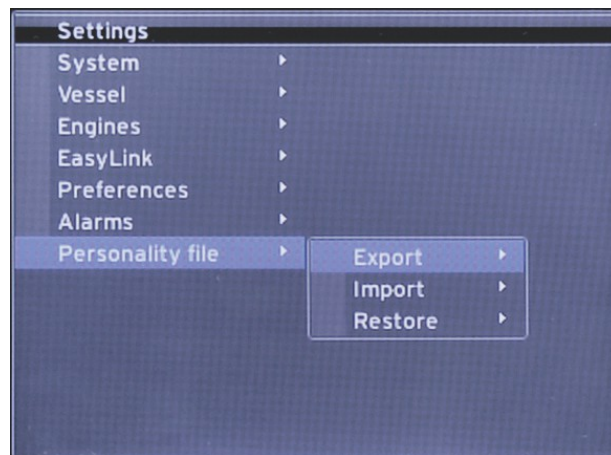 Settings
System
Vessel
Engines
EasyLink
Preferences
Alarms
Personality file
Export
Import
Restore